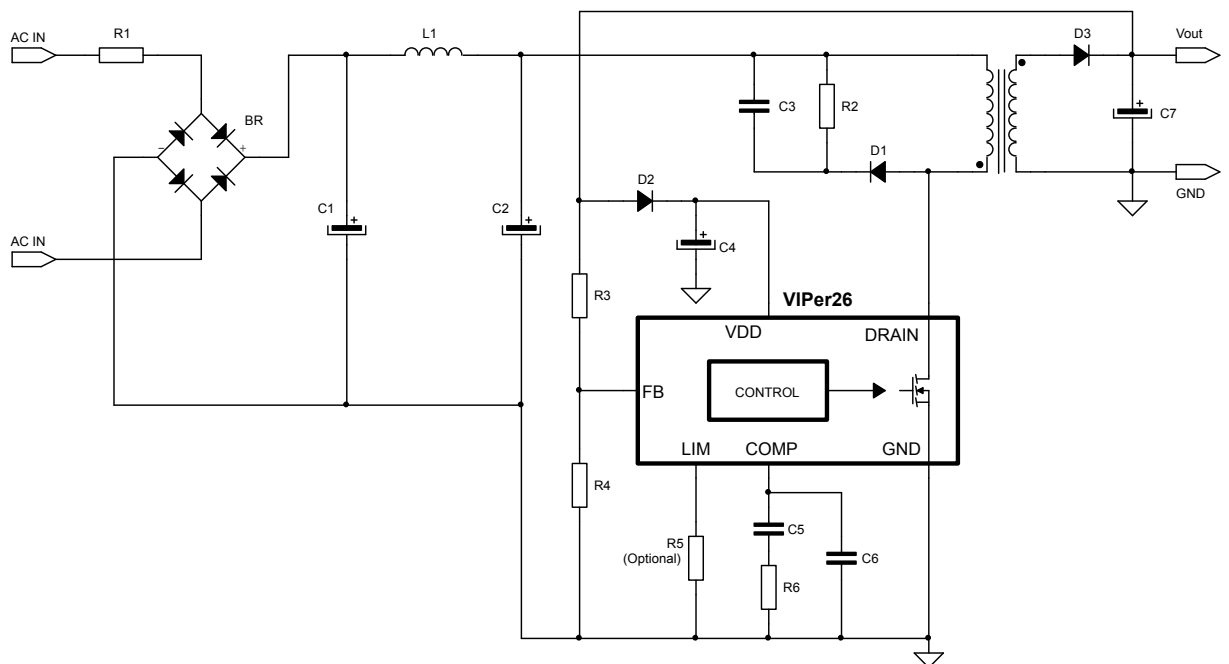 AC IN
R1
L1
D3
Vout
BR
C3
R2
C7
−
+
+
D1
GND
D2
C1
+
C2
+
AC IN
+
C4
R3
VIPer26
VDD
DRAIN
FB
CONTROL
LIM
COMP
GND
R4
C5
R5
(Optional)
C6
R6